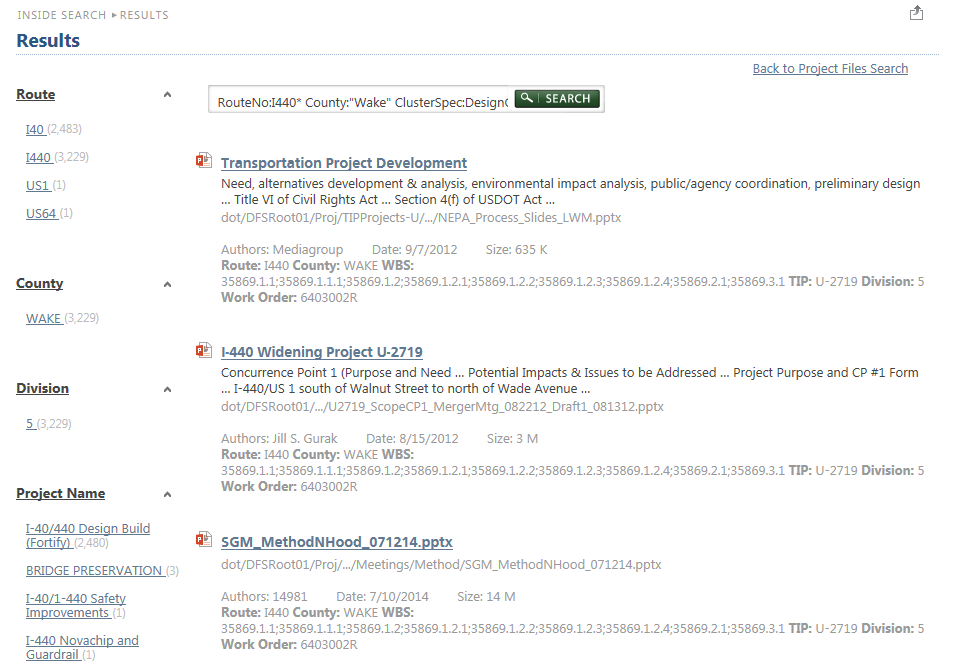 INSIDE SEARCH ▸ RESULTS
Results
Back to Project Files Search
Route
I40 (2,483)
I440 (3,229)
US1 (1)
US64 (1)
County
WAKE (3,229)
Division
5 (3,229)
Project Name
I-40/440 Design Build
(Fortify) (2,480)
BRIDGE PRESERVATION (3)
I-40/1-440 Safety
Improvements (1)
I-440 Novachip and
Guardrail (1)
RouteNo:I440* County:"Wake" ClusterSpec:Design
SEARCH
Transportation Project Development
Need, alternatives development & analysis, environmental impact analysis, public/agency coordination, preliminary design
... Title VI of Civil Rights Act ... Section 4(f) of USDOT Act ...
dot/DFSRoot01/Proj/TIPProjects-U/.../NEPA_Process_Slides_LWM.pptx
Authors: Mediagroup Date: 9/7/2012 Size: 635 K
Route: I440 County: WAKE WBS:
35869.1.1;35869.1.1.1;35869.1.2;35869.1.2.1;35869.1.2.2;35869.1.2.3;35869.1.2.4;35869.2.1;35869.3.1 TIP: U-2719 Division: 5
Work Order: 6403002R
I-440 Widening Project U-2719
Concurrence Point 1 (Purpose and Need ... Potential Impacts & Issues to be Addressed ... Project Purpose and CP #1 Form
... I-440/US 1 south of Walnut Street to north of Wade Avenue ...
dot/DFSRoot01/.../U2719_ScopeCP1_MergerMtg_082212_Draft1_081312.pptx
Authors: Jill S. Gurak Date: 8/15/2012 Size: 3 M
Route: I440 County: WAKE WBS:
35869.1.1;35869.1.1.1;35869.1.2;35869.1.2.1;35869.1.2.2;35869.1.2.3;35869.1.2.4;35869.2.1;35869.3.1 TIP: U-2719 Division: 5
Work Order: 6403002R
SGM_MethodNHood_071214.pptx
dot/DFSRoot01/Proj/.../Meetings/Method/SGM_MethodNHood_071214.pptx
Authors: 14981 Date: 7/10/2014 Size: 14 M
Route: I440 County: WAKE WBS:
35869.1.1;35869.1.1.1;35869.1.2;35869.1.2.1;35869.1.2.2;35869.1.2.3;35869.1.2.4;35869.2.1;35869.3.1 TIP: U-2719 Division: 5
Work Order: 6403002R